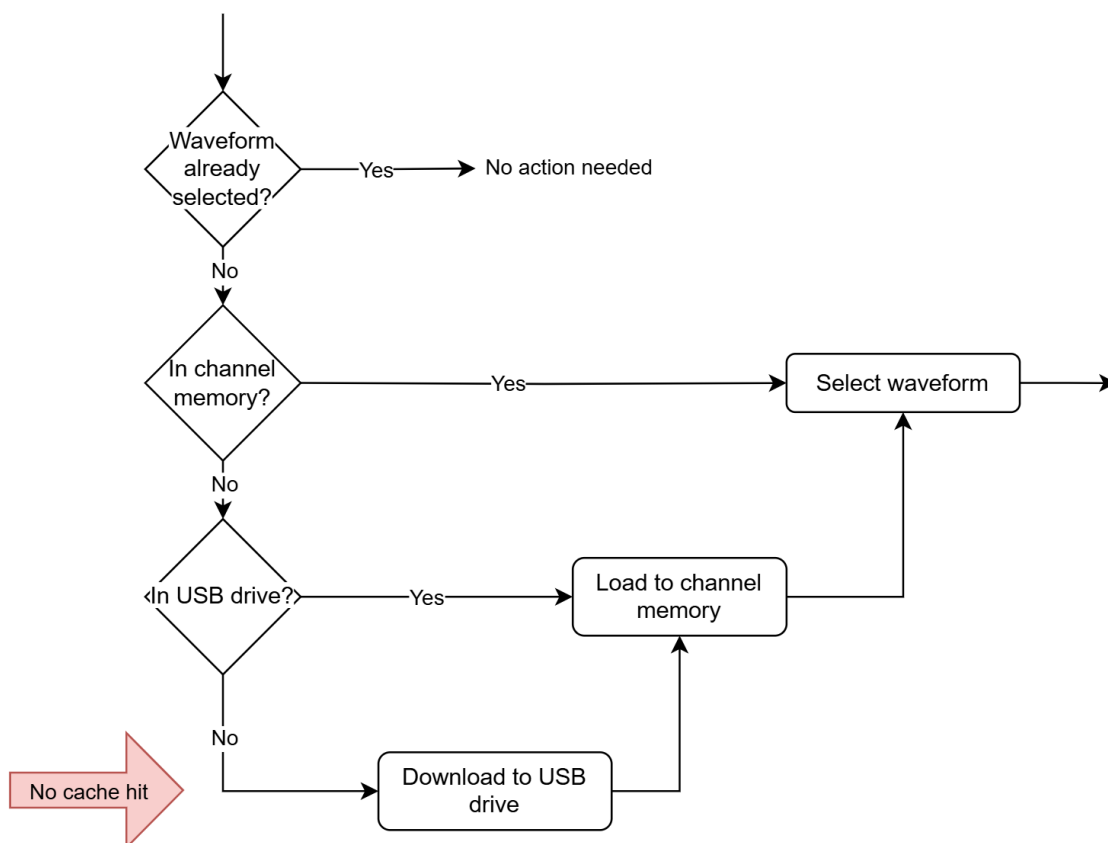 Waveform
already
selected?
Yes
No action needed
No
In channel
memory?
Yes
Select waveform
No
In USB drive?
Yes
Load to channel
memory
No
No cache hit
Download to USB
drive